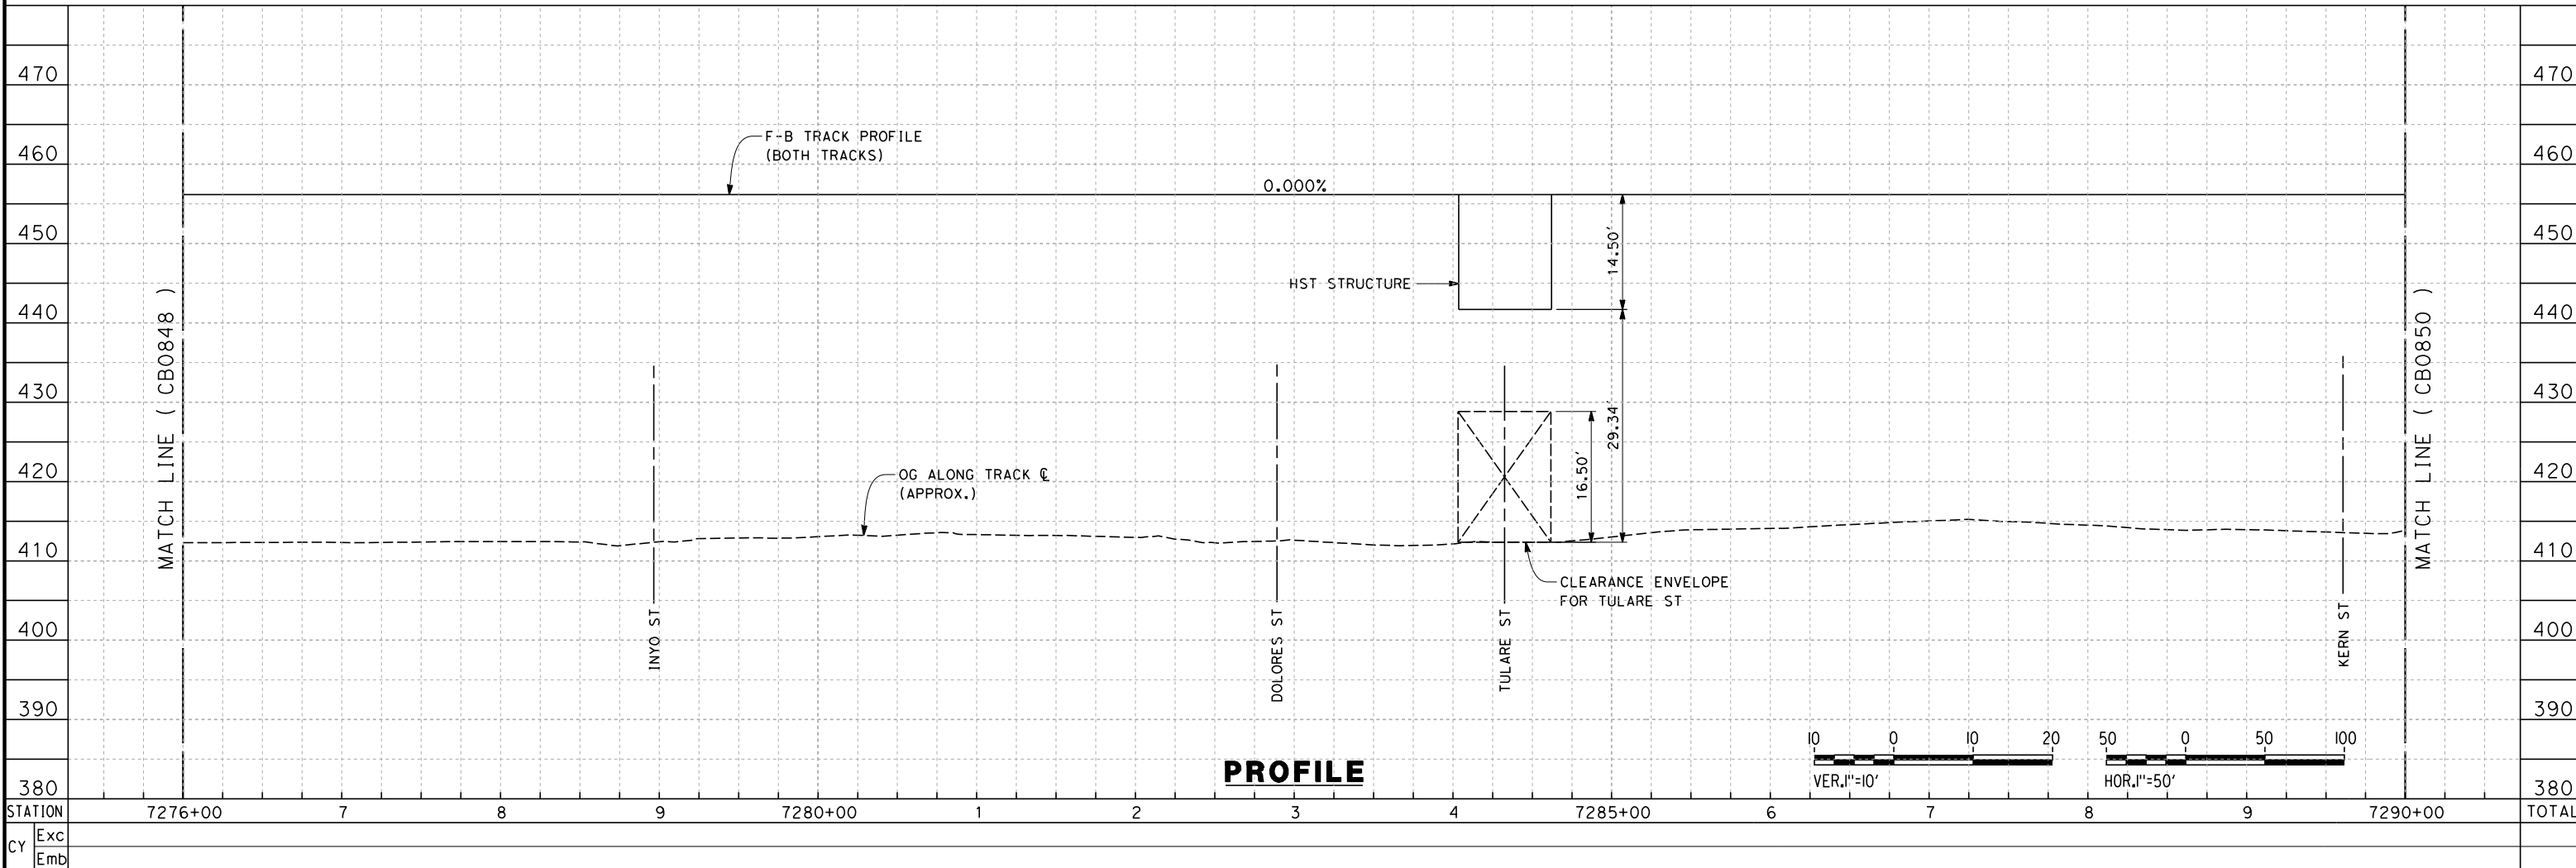 470
460
450
440
430
420
410
400
390
380
MATCH LINE ( CB0848 )
F-B TRACK PROFILE
(BOTH TRACKS)
0.000%
HST STRUCTURE
14.50'
29.34'
16.50'
OG ALONG TRACK ℄
(APPROX.)
CLEARANCE ENVELOPE
FOR TULARE ST
INYO ST
DOLORES ST
TULARE ST
KERN ST
MATCH LINE ( CB0850 )
470
460
450
440
430
420
410
400
390
380
PROFILE
10 0 10 20
VER.1"=10'
50 0 50 100
HOR.1"=50'
STATION 7276+00 7 8 9 7280+00 1 2 3 4 7285+00 6 7 8 9 7290+00 TOTAL
CY
Exc
Emb